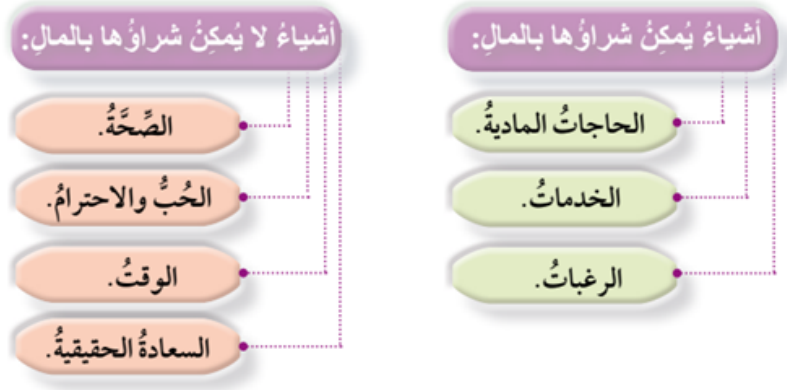 أشياءُ يُمكِنُ شراؤُها بالمالِ:
الحاجاتُ الماديةُ.
الخدماتُ.
الرغباتُ.
أشياءُ لا يُمكِنُ شراؤُها بالمالِ:
الصِّحَّةُ.
الحُبُّ والاحترامُ.
الوقتُ.
السعادةُ الحقيقيةُ.